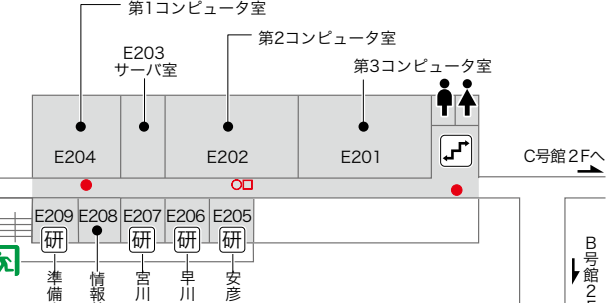 第1コンピュータ室
E203
サーバ室
第2コンピュータ室
第3コンピュータ室
E204
E202
E201
C号館2Fへ
E209
E208
E207
E206
E205
研
研
研
研
準備
情報
宮川
早川
安彦
B号館2F